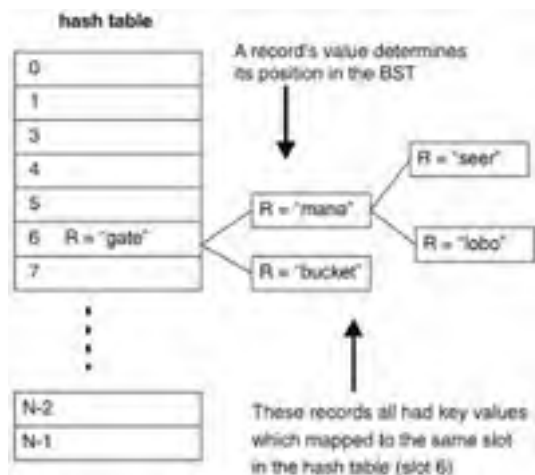 hash table
A record's value determines
its position in the BST
0
1
3
4
5
6 R = "gate"
7
N-2
N-1
R = "mana"
R = "bucket"
R = "seer"
R = "lobo"
These records all had key values
which mapped to the same slot
in the hash table (slot 6)